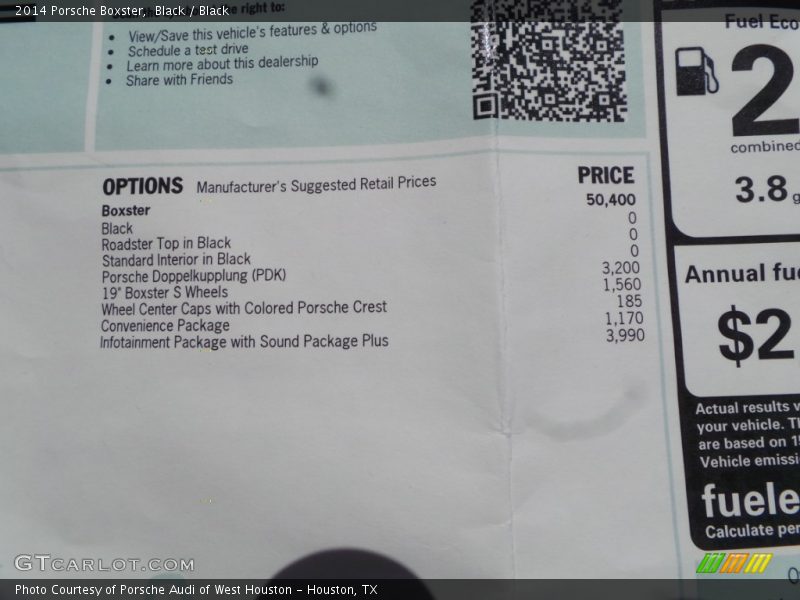 2014 Porsche Boxster, Black / Black
right to:
View/Save this vehicle's features & options
Schedule a test drive
Learn more about this dealership
Share with Friends
OPTIONS Manufacturer's Suggested Retail Prices PRICE
Boxster 50,400
Black 0
Roadster Top in Black 0
Standard Interior in Black 0
Porsche Doppelkupplung (PDK) 3,200
19" Boxster S Wheels 1,560
Wheel Center Caps with Colored Porsche Crest 185
Convenience Package 1,170
Infotainment Package with Sound Package Plus 3,990
Fuel Eco
2
combined
3.8 g
Annual fu
$2
Actual results v
your vehicle. T
are based on 1
Vehicle emissi
fuele
Calculate per
GTCARLOT.COM
Photo Courtesy of Porsche Audi of West Houston - Houston, TX